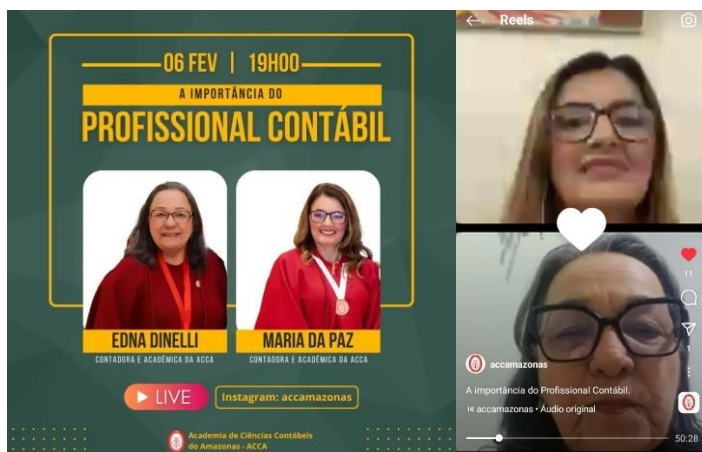 06 FEV | 19H00
A IMPORTÂNCIA DO
PROFISSIONAL CONTÁBIL
EDNA DINELLI
CONTADORA E ACADÊMICA DA ACCA
MARIA DA PAZ
CONTADORA E ACADÊMICA DA ACCA
LIVE
Instagram: accamazonas
Academia de Ciências Contábeis
do Amazonas - ACCA
Reels
11
1
accamazonas
A importância do Profissional Contábil.
accamazonas • Áudio original
50:28